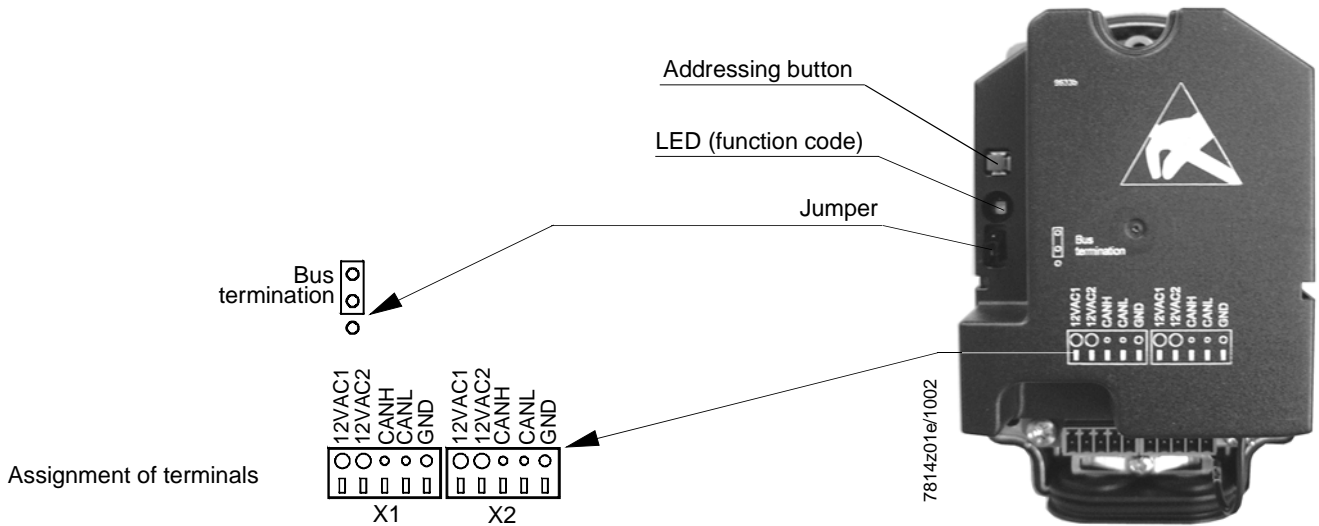 Addressing button
LED (function code)
Jumper
Bus
termination
12VAC1
12VAC2
CANH
CANL
GND
12VAC1
12VAC2
CANH
CANL
GND
Assignment of terminals
X1
X2
Bus
termination
12VAC1
12VAC2
CANH
CANL
GND
12VAC1
12VAC2
CANH
CANL
GND
7814z01e/1002